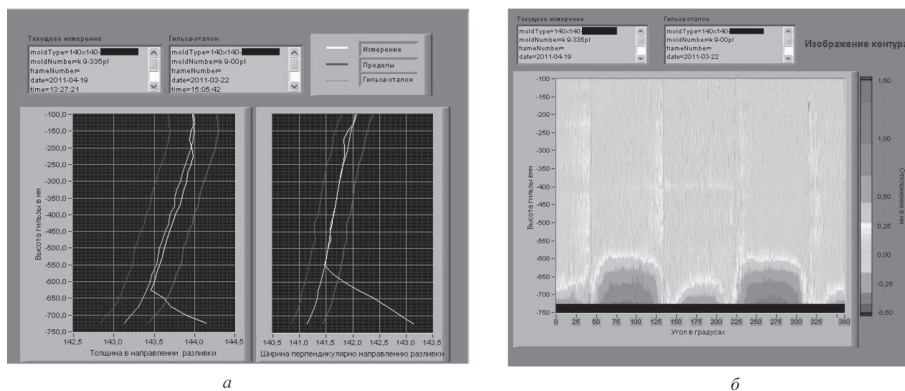 Текущее измерение
Гильза-эталон
moldType=140x140-
moldNumber=k 9-335pl
frameNumber=
date=2011-04-19
time=13:27:21
moldType=140x140-
moldNumber=k 9-00pl
frameNumber=
date=2011-03-22
time=15:05:42
Измерение
Пределы
Гильза-эталон
Высота гильзы в мм
-100,0
-150,0
-200,0
-250,0
-300,0
-350,0
-400,0
-450,0
-500,0
-550,0
-600,0
-650,0
-700,0
-750,0
142,5 143,0 143,5 144,0 144,5
Толщина в направлении разливки
140,5 141,0 141,5 142,0 142,5 143,0 143,5
Ширина перпендикулярно направлению разливки
а
Текущее измерение
Гильза-эталон
moldType=140x140-
moldNumber=k 9-335pl
frameNumber=
date=2011-04-19
moldType=140x140-
moldNumber=k 9-00pl
frameNumber=
date=2011-03-22
Изображение контура
Высота гильзы в мм
-100
-150
-200
-250
-300
-350
-400
-450
-500
-550
-600
-650
-700
-750
0 25 50 75 100 125 150 175 200 225 250 275 300 325 360
Угол в градусах
1,50
1,00
0,50
0,25
0,00
-0,25
-0,50
Отклонение в мм
б